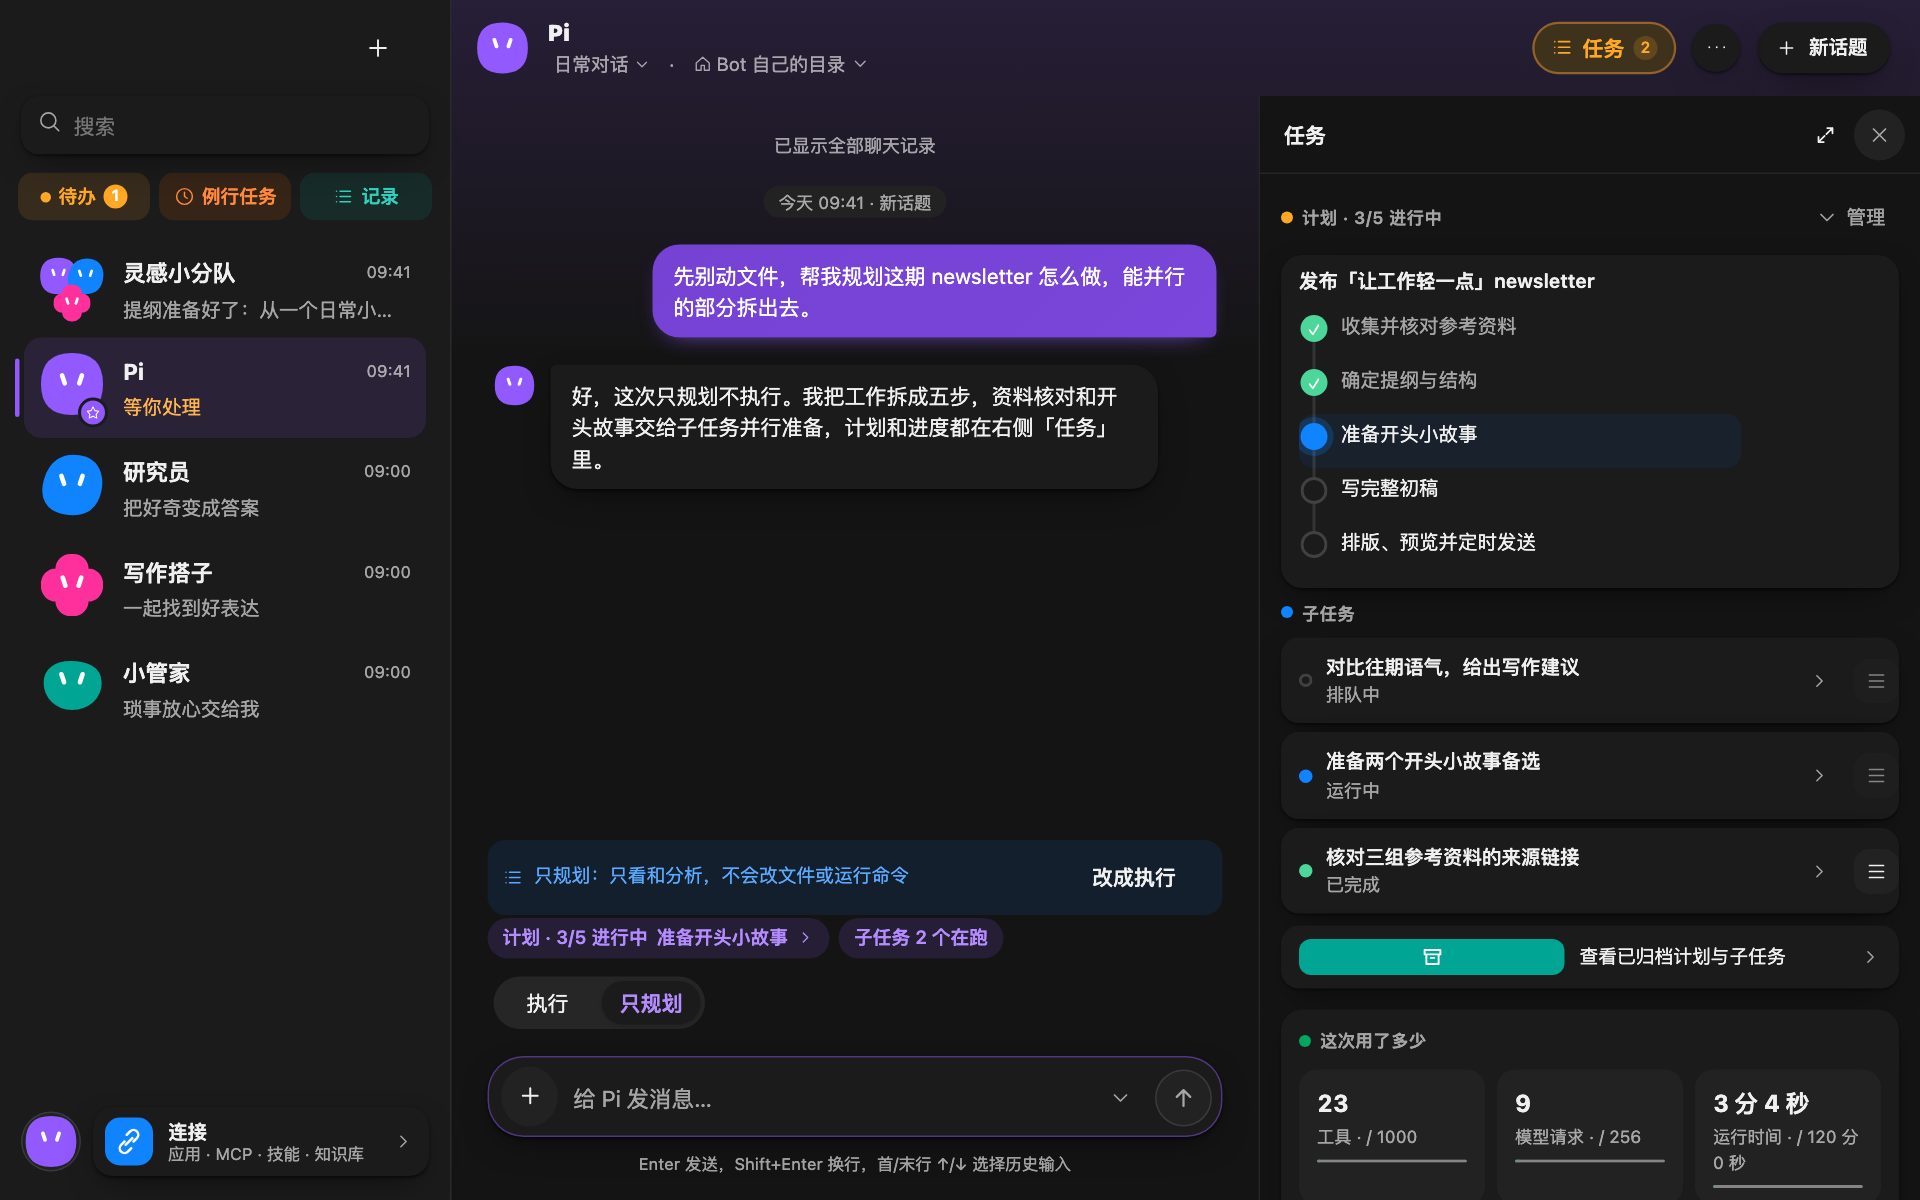 搜索
待办 1
例行任务
记录
灵感小分队 09:41
提纲准备好了：从一个日常小...
Pi 09:41
等你处理
研究员 09:00
把好奇变成答案
写作搭子 09:00
一起找到好表达
小管家 09:00
琐事放心交给我
连接
应用 · MCP · 技能 · 知识库
Pi
日常对话 · Bot 自己的目录
任务 2
新话题
已显示全部聊天记录
今天 09:41 · 新话题
先别动文件，帮我规划这期 newsletter 怎么做，能并行
的部分拆出去。
好，这次只规划不执行。我把工作拆成五步，资料核对和开
头故事交给子任务并行准备，计划和进度都在右侧「任务」
里。
只规划：只看和分析，不会改文件或运行命令 改成执行
计划 · 3/5 进行中 准备开头小故事
子任务 2 个在跑
执行 只规划
给 Pi 发消息...
Enter 发送，Shift+Enter 换行，首/末行 ↑/↓ 选择历史输入
任务
计划 · 3/5 进行中 管理
发布「让工作轻一点」newsletter
收集并核对参考资料
确定提纲与结构
准备开头小故事
写完整初稿
排版、预览并定时发送
子任务
对比往期语气，给出写作建议
排队中
准备两个开头小故事备选
运行中
核对三组参考资料的来源链接
已完成
查看已归档计划与子任务
这次用了多少
23
工具 · / 1000
9
模型请求 · / 256
3 分 4 秒
运行时间 · / 120 分
0 秒